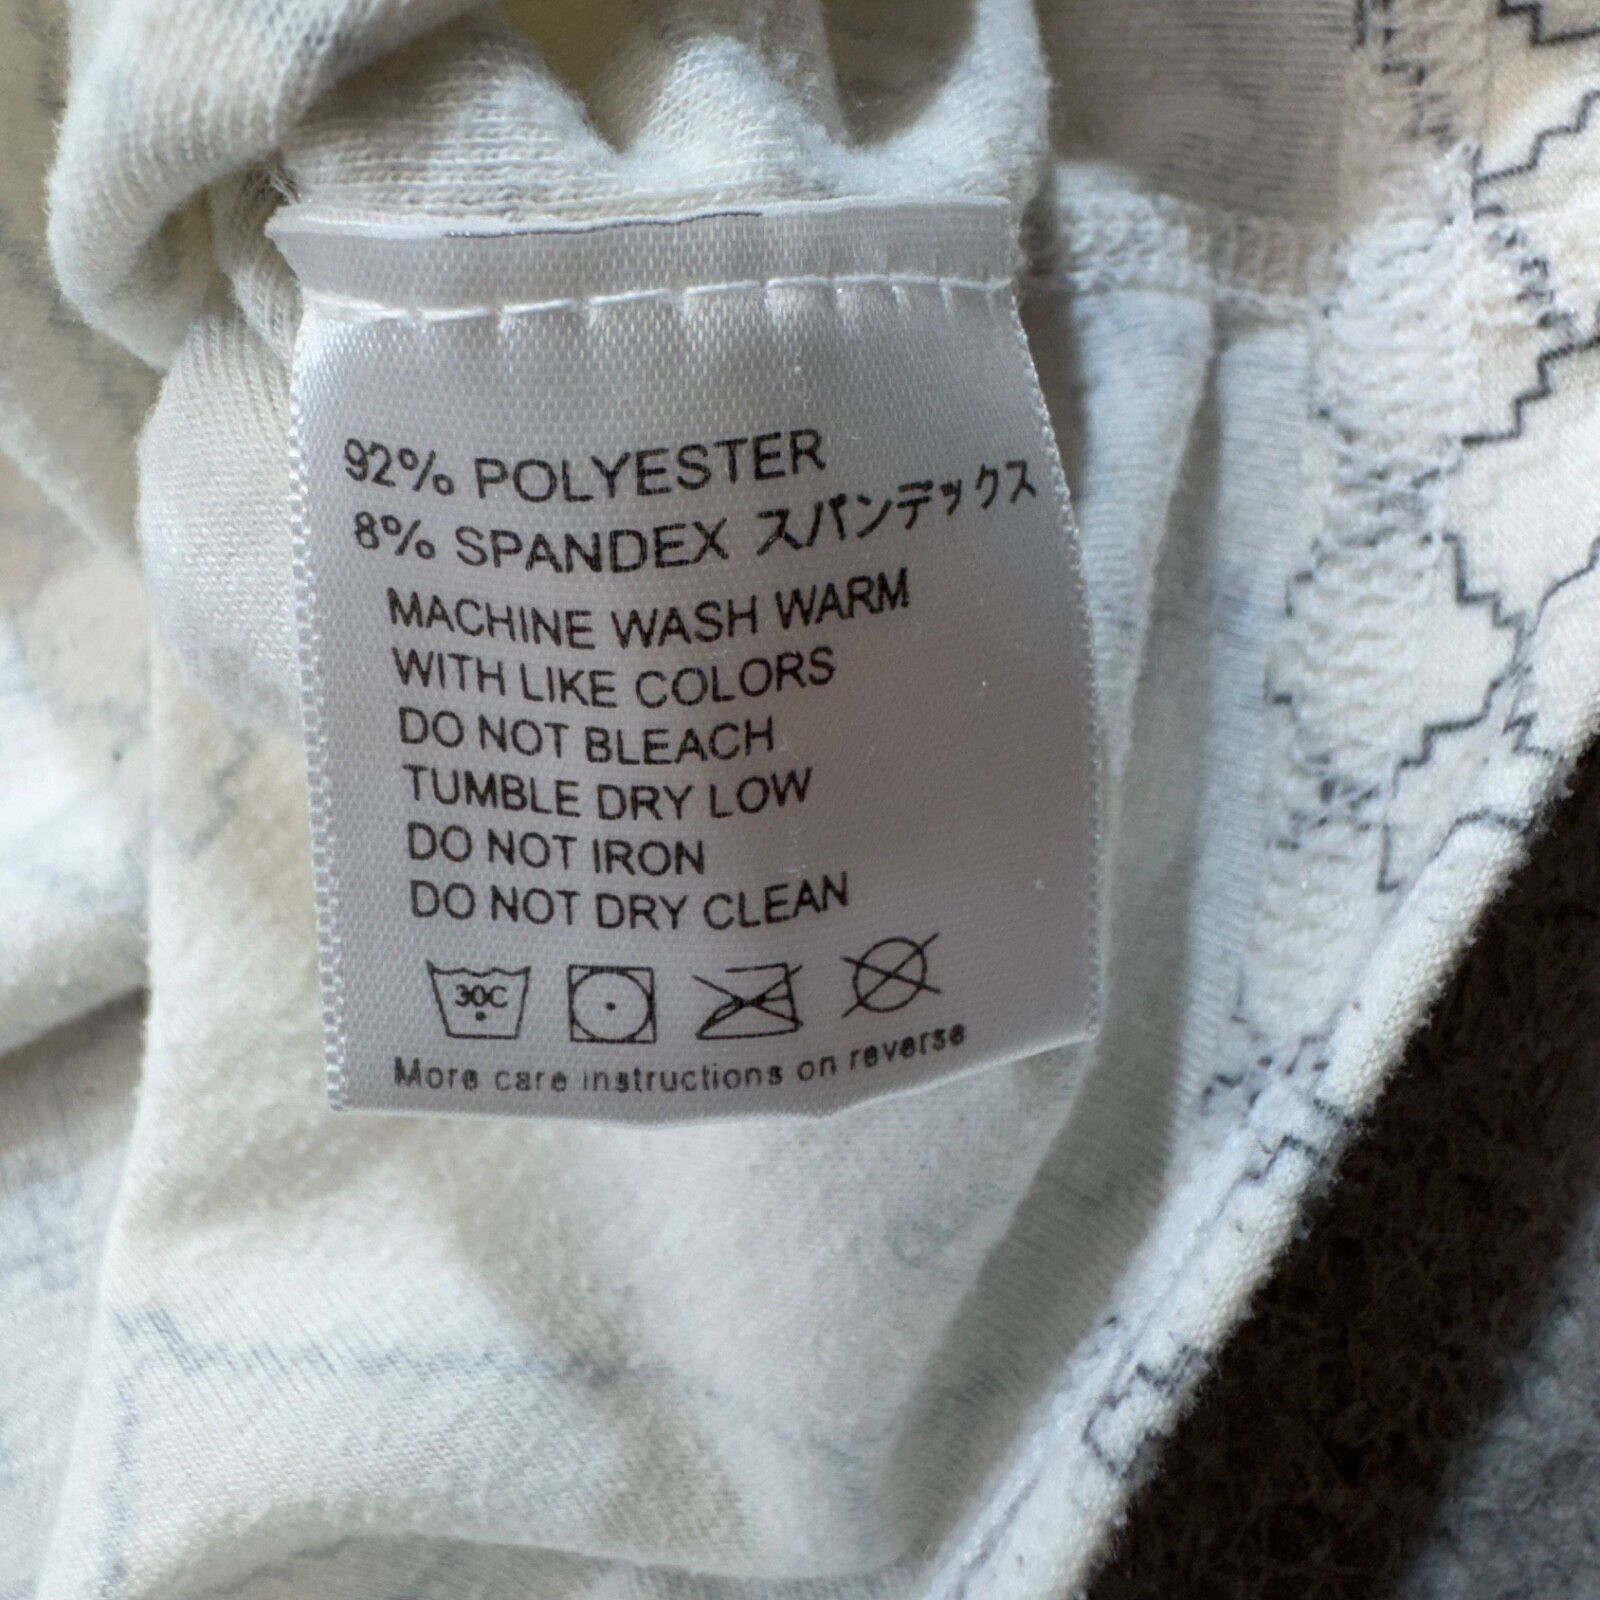 92% POLYESTER
8% SPANDEX スパンデックス
MACHINE WASH WARM
WITH LIKE COLORS
DO NOT BLEACH
TUMBLE DRY LOW
DO NOT IRON
DO NOT DRY CLEAN
30C
More care instructions on reverse